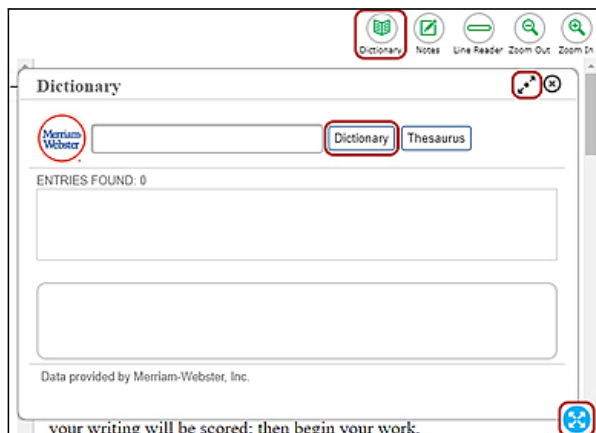 Dictionary Notes Line Reader Zoom Out Zoom In
Dictionary
Merriam-
Webster
Dictionary Thesaurus
ENTRIES FOUND: 0
Data provided by Merriam-Webster, Inc.
your writing will be scored; then begin your work.